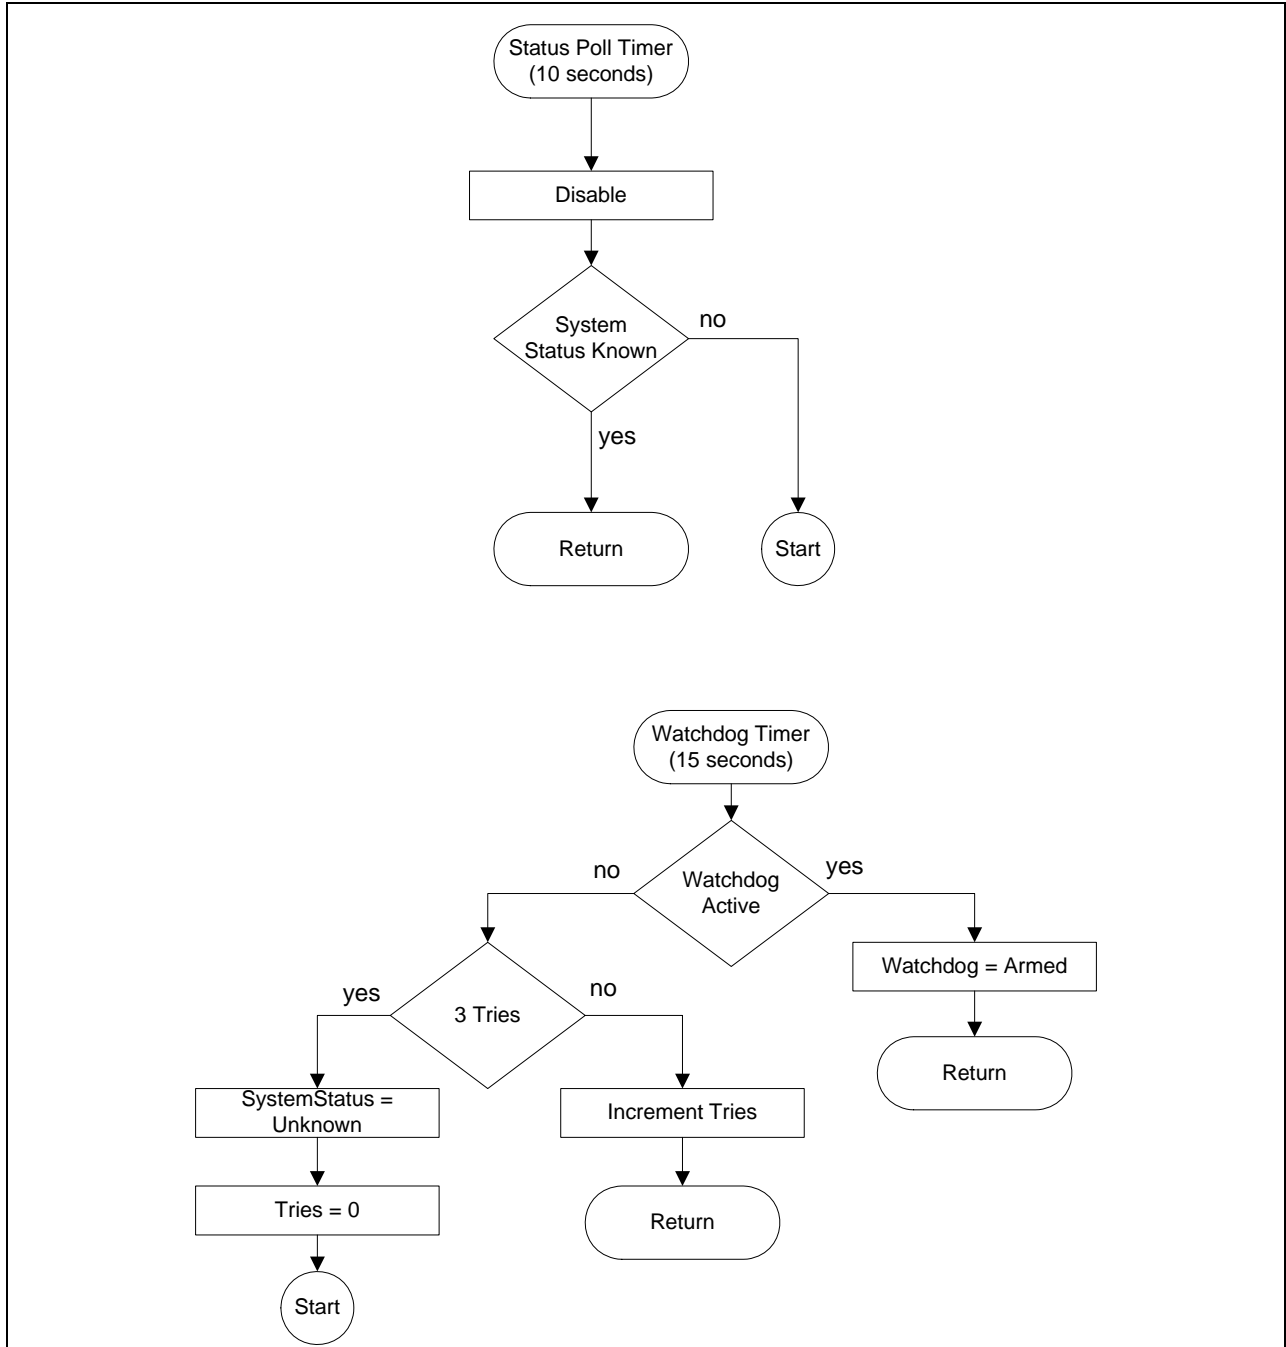 Status Poll Timer
(10 seconds)
Disable
System
Status Known
no
yes
Return
Start
Watchdog Timer
(15 seconds)
Watchdog
Active
no
yes
Watchdog = Armed
Return
3 Tries
yes
no
SystemStatus =
Unknown
Increment Tries
Tries = 0
Return
Start